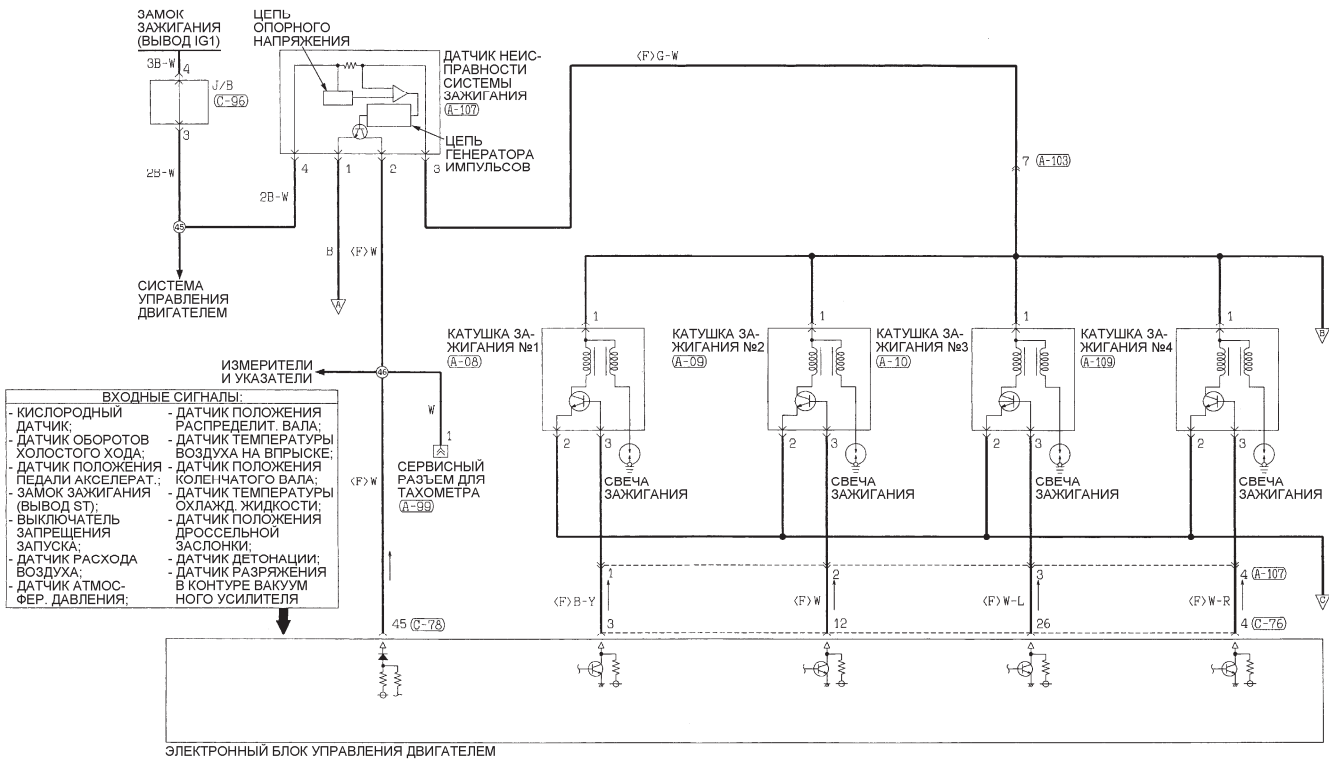 ЗАМОК
ЗАЖИГАНИЯ
(ВЫВОД IG1)
ЦЕПЬ
ОПОРНОГО
НАПРЯЖЕНИЯ
3B-W
4
J/B
(C-96)
3
2B-W
45
СИСТЕМА
УПРАВЛЕНИЯ
ДВИГАТЕЛЕМ
ДАТЧИК НЕИС-
ПРАВНОСТИ
СИСТЕМЫ
ЗАЖИГАНИЯ
(A-107)
ЦЕПЬ
ГЕНЕРАТОРА
ИМПУЛЬСОВ
4
1
2
3
2B-W
B
<F>W
A
<F>G-W
7
(A-103)
B
КАТУШКА ЗА-
ЖИГАНИЯ №1
(A-08)
1
2
3
СВЕЧА
ЗАЖИГАНИЯ
КАТУШКА ЗА-
ЖИГАНИЯ №2
(A-09)
1
2
3
СВЕЧА
ЗАЖИГАНИЯ
КАТУШКА ЗА-
ЖИГАНИЯ №3
(A-10)
1
2
3
СВЕЧА
ЗАЖИГАНИЯ
КАТУШКА ЗА-
ЖИГАНИЯ №4
(A-109)
1
2
3
СВЕЧА
ЗАЖИГАНИЯ
ИЗМЕРИТЕЛИ
И УКАЗАТЕЛИ
46
W
1
СЕРВИСНЫЙ
РАЗЪЕМ ДЛЯ
ТАХОМЕТРА
(A-99)
<F>W
ВХОДНЫЕ СИГНАЛЫ:
- КИСЛОРОДНЫЙ
ДАТЧИК;
- ДАТЧИК ОБОРОТОВ
ХОЛОСТОГО ХОДА;
- ДАТЧИК ПОЛОЖЕНИЯ
ПЕДАЛИ АКСЕЛЕРАТ.;
- ЗАМОК ЗАЖИГАНИЯ
(ВЫВОД ST);
- ВЫКЛЮЧАТЕЛЬ
ЗАПРЕЩЕНИЯ
ЗАПУСКА;
- ДАТЧИК РАСХОДА
ВОЗДУХА;
- ДАТЧИК АТМОС-
ФЕР. ДАВЛЕНИЯ;
- ДАТЧИК ПОЛОЖЕНИЯ
РАСПРЕДЕЛИТ. ВАЛА;
- ДАТЧИК ТЕМПЕРАТУРЫ
ВОЗДУХА НА ВПРЫСКЕ;
- ДАТЧИК ПОЛОЖЕНИЯ
КОЛЕНЧАТОГО ВАЛА;
- ДАТЧИК ТЕМПЕРАТУРЫ
ОХЛАЖД. ЖИДКОСТИ;
- ДАТЧИК ПОЛОЖЕНИЯ
ДРОССЕЛЬНОЙ
ЗАСЛОНКИ;
- ДАТЧИК ДЕТОНАЦИИ;
- ДАТЧИК РАЗРЯЖЕНИЯ
В КОНТУРЕ ВАКУУМ
НОГО УСИЛИТЕЛЯ
1
2
3
4
(A-107)
C
<F>B-Y
<F>W
<F>W-L
<F>W-R
45
(C-78)
3
12
26
4
(C-76)
ЭЛЕКТРОННЫЙ БЛОК УПРАВЛЕНИЯ ДВИГАТЕЛЕМ